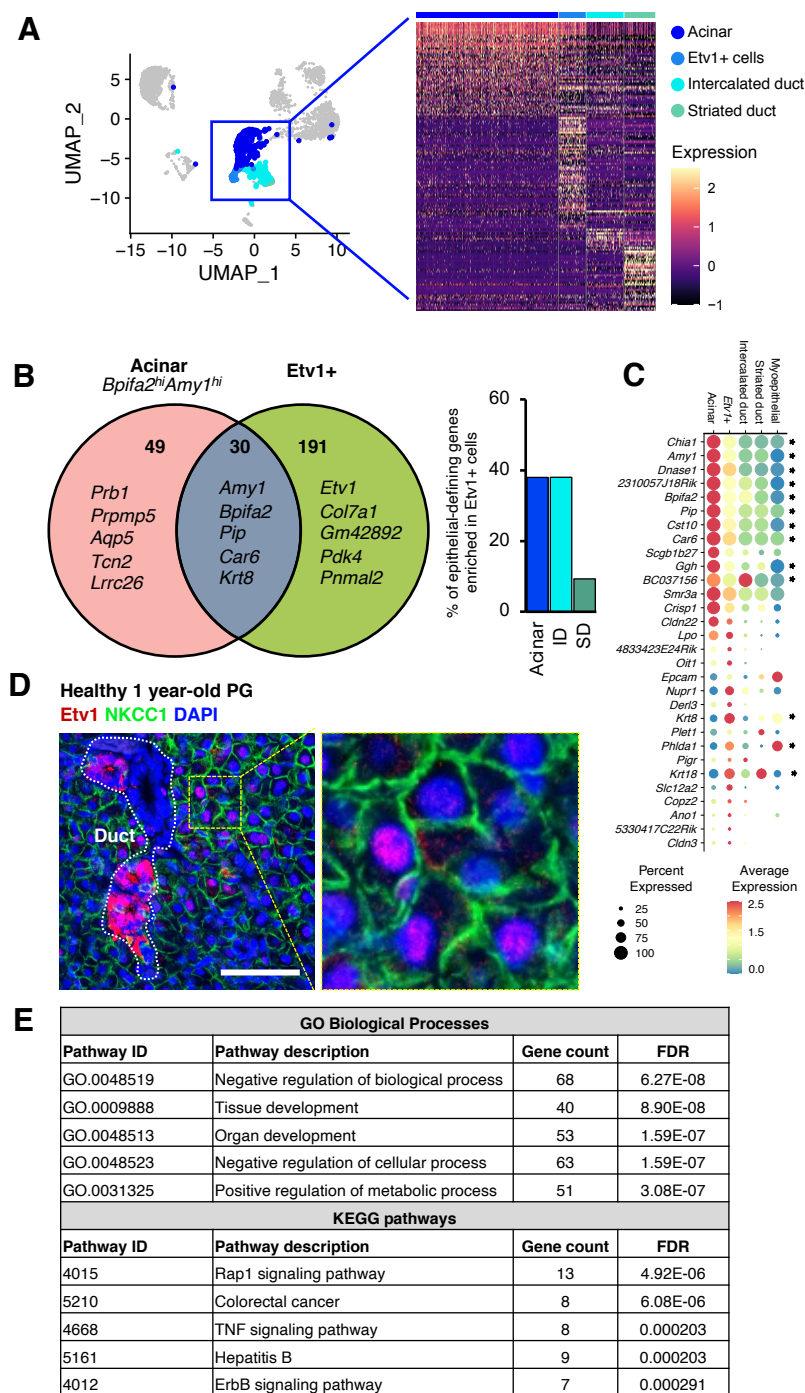 A
UMAP_2
5
0
−5
−10
−15
−10
−5
0
5
10
UMAP_1
Acinar
Etv1+ cells
Intercalated duct
Striated duct
Expression
2
1
0
−1
B
Acinar
Bpifa2hiAmy1hi
Etv1+
49
30
191
Prb1
Prpmp5
Aqp5
Tcn2
Lrrc26
Amy1
Bpifa2
Pip
Car6
Krt8
Etv1
Col7a1
Gm42892
Pdk4
Pnmal2
% of epithelial-defining genes
enriched in Etv1+ cells
60
40
20
0
Acinar
ID
SD
C
Acinar
Etv1+
Intercalated duct
Striated duct
Myoepithelial
Chia1
Amy1
Dnase1
2310057J18Rik
Bpifa2
Pip
Cst10
Car6
Scgb1b27
Ggh
BC037156
Smr3a
Crisp1
Cldn22
Lpo
4833423E24Rik
Oit1
Epcam
Nupr1
Derl3
Krt8
Plet1
Phlda1
Pigr
Krt18
Slc12a2
Copz2
Ano1
5330417C22Rik
Cldn3
Percent
Expressed
25
50
75
100
Average
Expression
2.5
1.5
1.0
0.0
D
Healthy 1 year-old PG
Etv1 NKCC1 DAPI
Duct
E
GO Biological Processes
Pathway ID Pathway description Gene count FDR
GO.0048519 Negative regulation of biological process 68 6.27E-08
GO.0009888 Tissue development 40 8.90E-08
GO.0048513 Organ development 53 1.59E-07
GO.0048523 Negative regulation of cellular process 63 1.59E-07
GO.0031325 Positive regulation of metabolic process 51 3.08E-07
KEGG pathways
Pathway ID Pathway description Gene count FDR
4015 Rap1 signaling pathway 13 4.92E-06
5210 Colorectal cancer 8 6.08E-06
4668 TNF signaling pathway 8 0.000203
5161 Hepatitis B 9 0.000203
4012 ErbB signaling pathway 7 0.000291